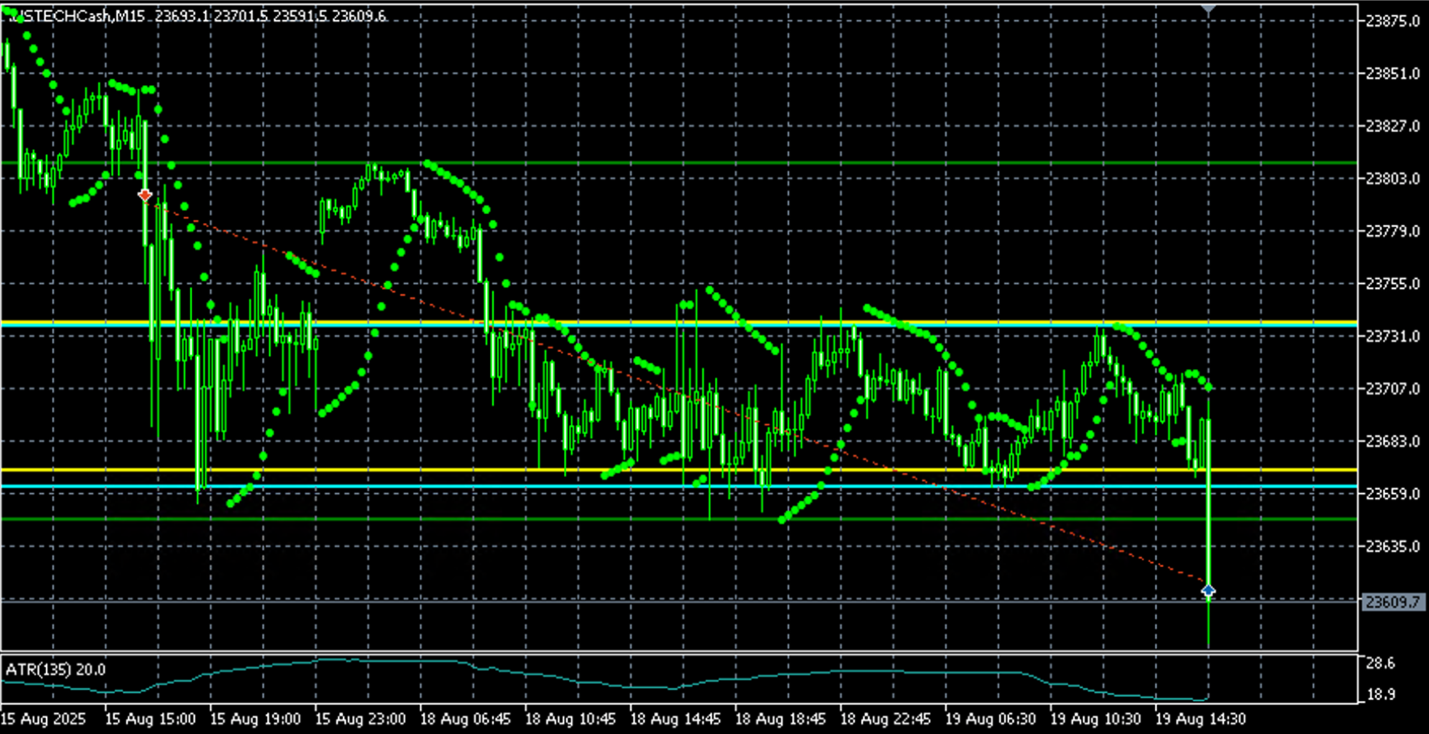 USTECHCash,M15 23693.1 23701.5 23591.5 23609.6
23875.0
23851.0
23827.0
23803.0
23779.0
23755.0
23731.0
23707.0
23683.0
23659.0
23635.0
23609.7
ATR(135) 20.0
28.6
18.9
15 Aug 2025
15 Aug 15:00
15 Aug 19:00
15 Aug 23:00
18 Aug 06:45
18 Aug 10:45
18 Aug 14:45
18 Aug 18:45
18 Aug 22:45
19 Aug 06:30
19 Aug 10:30
19 Aug 14:30